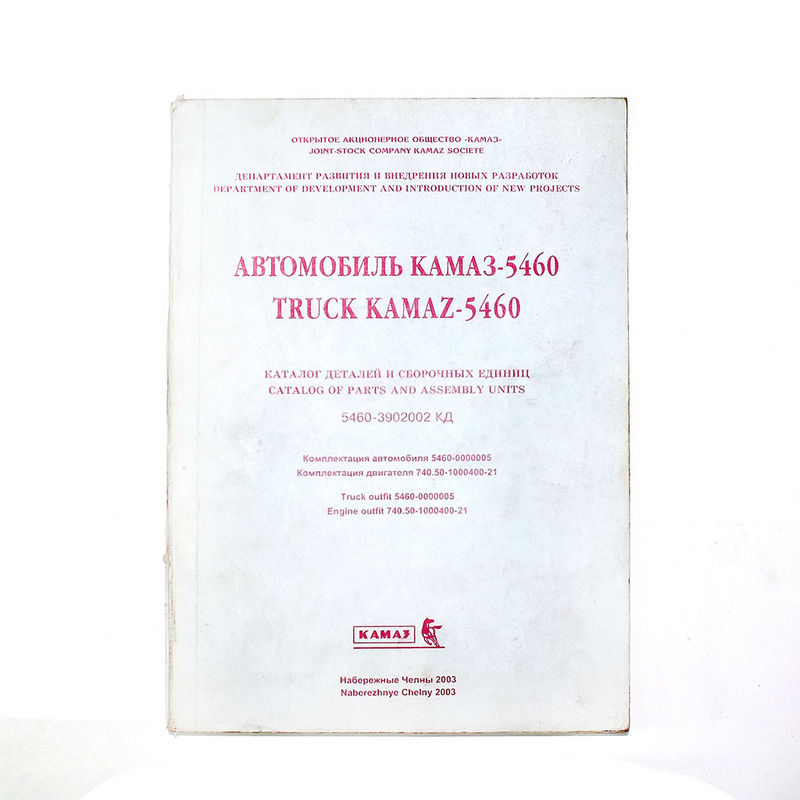 ОТКРЫТОЕ АКЦИОНЕРНОЕ ОБЩЕСТВО «КАМАЗ»
JOINT-STOCK COMPANY KAMAZ SOCIETE
ДЕПАРТАМЕНТ РАЗВИТИЯ И ВНЕДРЕНИЯ НОВЫХ РАЗРАБОТОК
DEPARTMENT OF DEVELOPMENT AND INTRODUCTION OF NEW PROJECTS
АВТОМОБИЛЬ КАМАЗ-5460
TRUCK KAMAZ-5460
КАТАЛОГ ДЕТАЛЕЙ И СБОРОЧНЫХ ЕДИНИЦ
CATALOG OF PARTS AND ASSEMBLY UNITS
5460-3902002 КД
Комплектация автомобиля 5460-0000005
Комплектация двигателя 740.50-1000400-21
Truck outfit 5460-0000005
Engine outfit 740.50-1000400-21
КАМАЗ
Набережные Челны 2003
Naberezhnye Chelny 2003